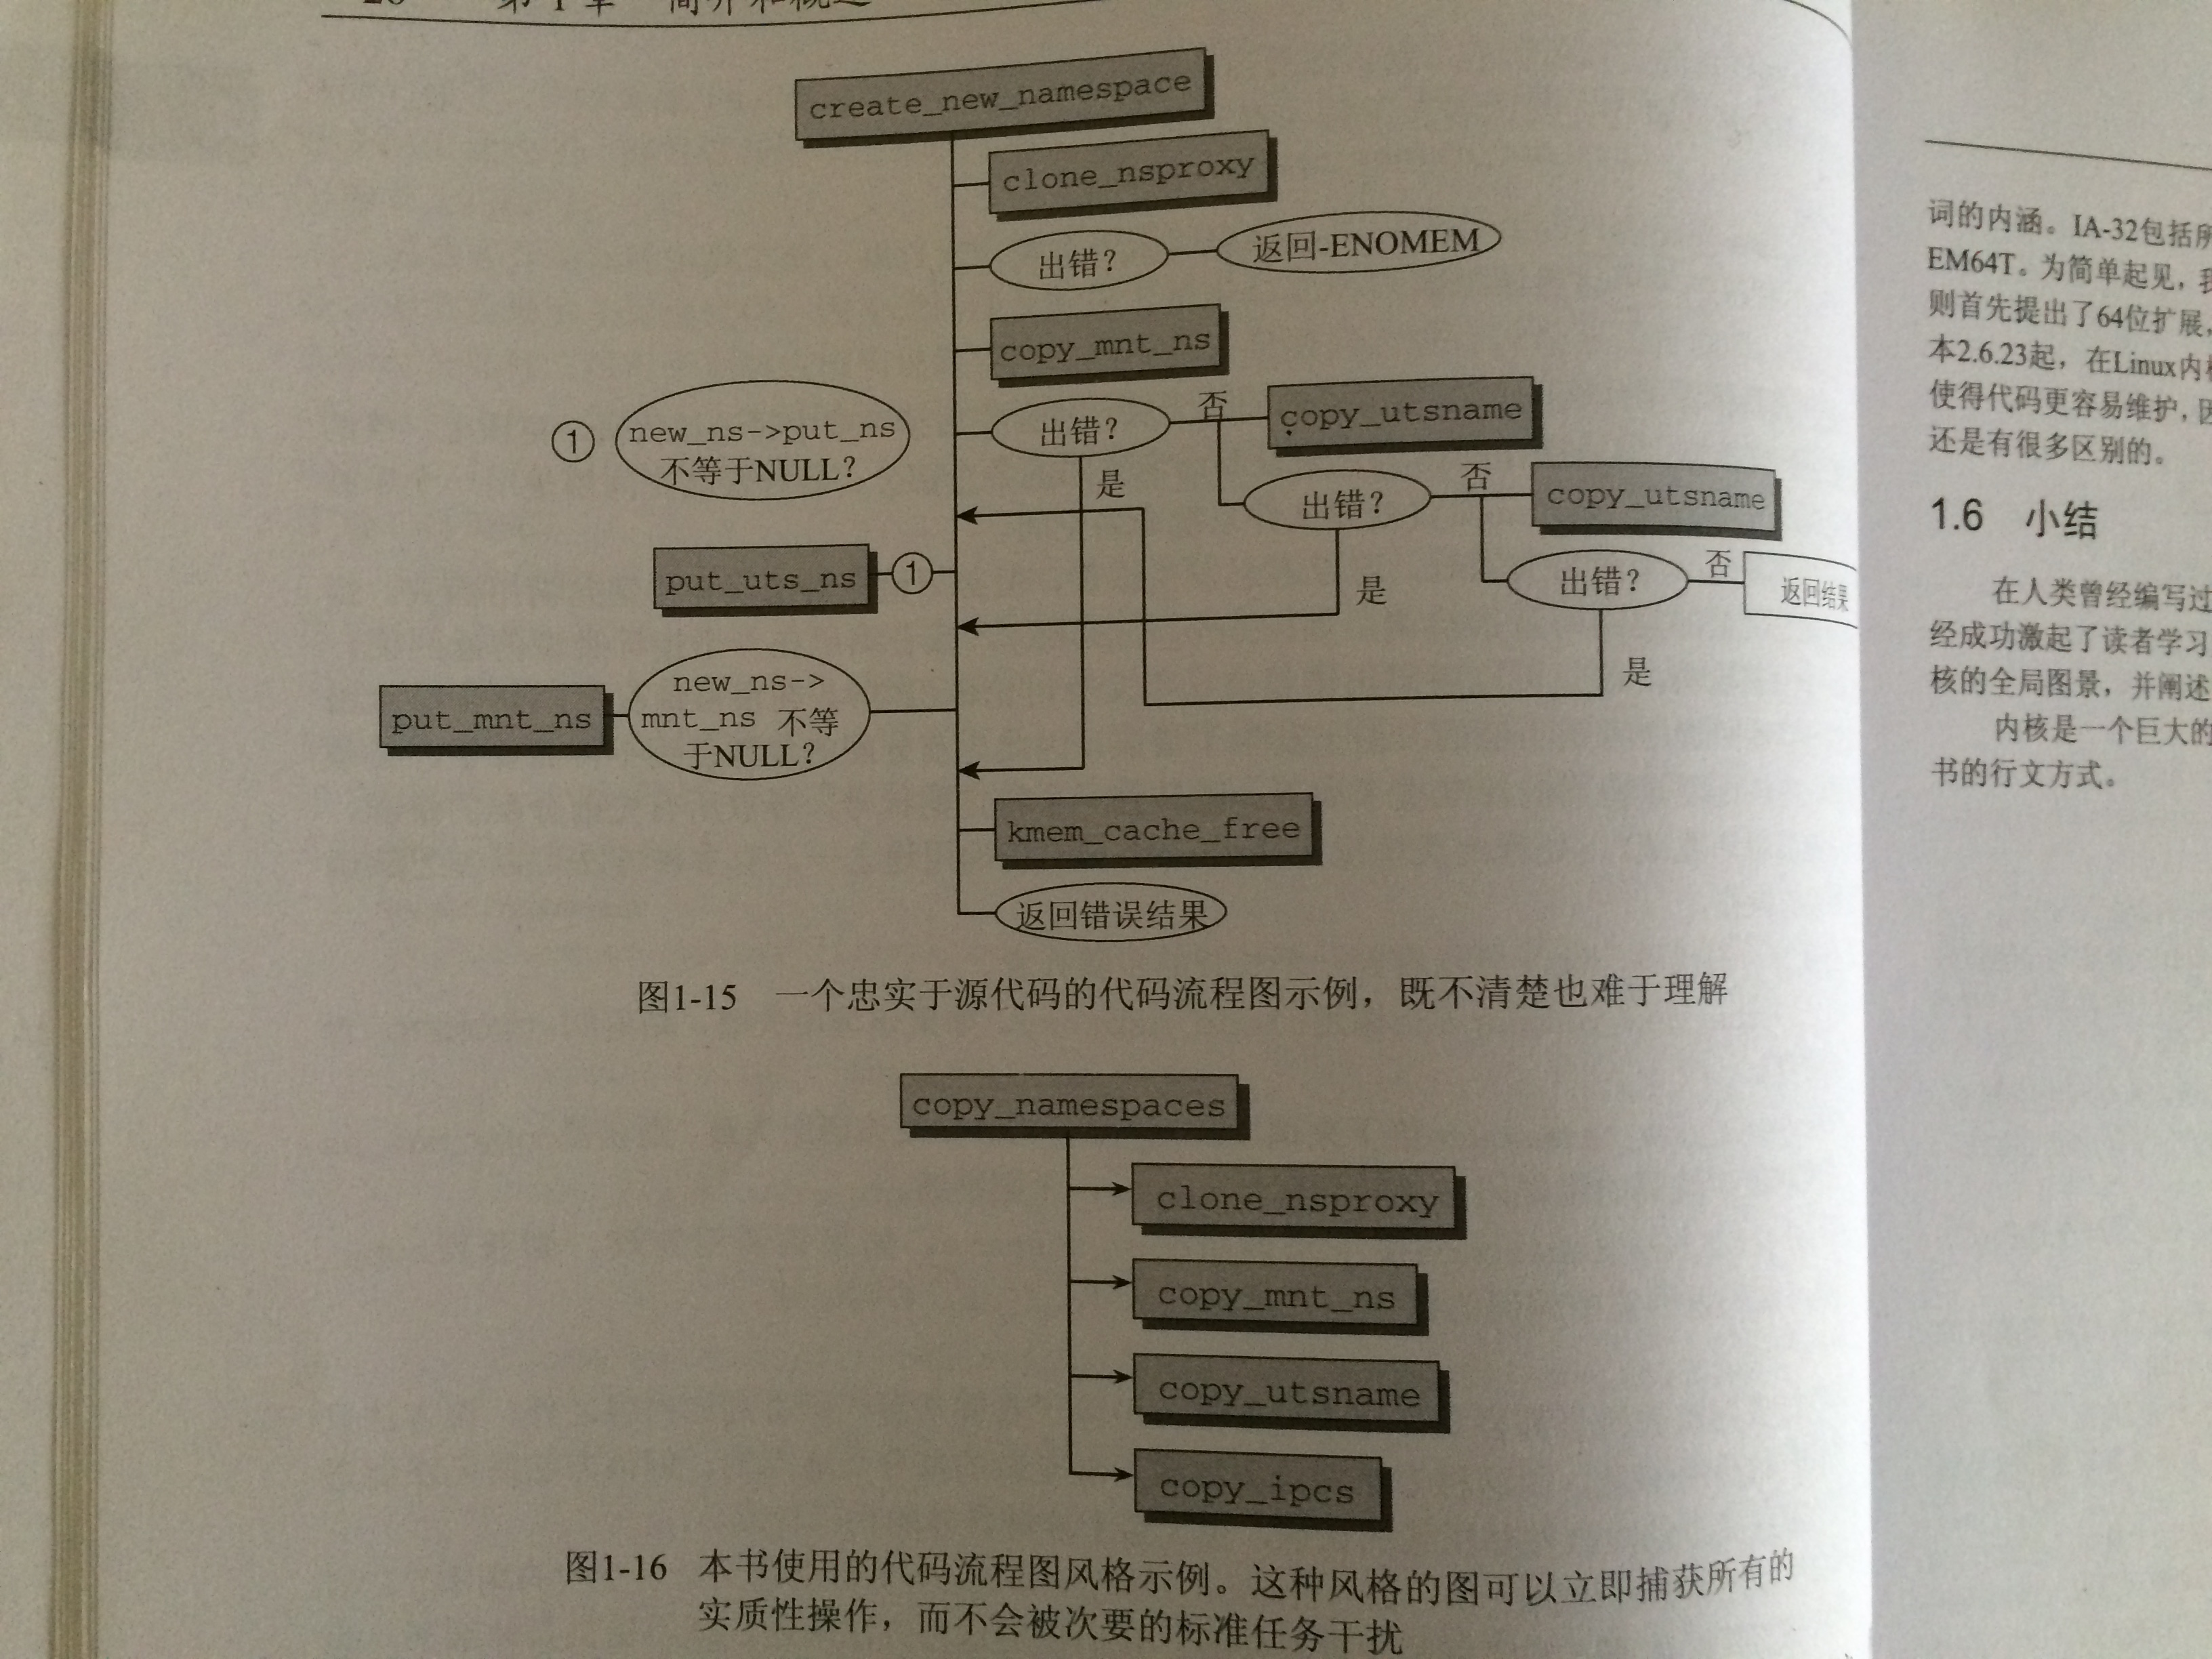 第1章 简介和概述
create_new_namespace
clone_nsproxy
出错?
返回-ENOMEM
copy_mnt_ns
出错?
否
copy_utsname
①
new_ns->put_ns
不等于NULL?
是
出错?
否
copy_utsname
put_uts_ns
①
是
出错?
否
返回结果
put_mnt_ns
new_ns->
mnt_ns 不等
于NULL?
是
kmem_cache_free
返回错误结果
图1-15 一个忠实于源代码的代码流程图示例，既不清楚也难于理解
copy_namespaces
clone_nsproxy
copy_mnt_ns
copy_utsname
copy_ipcs
图1-16 本书使用的代码流程图风格示例。这种风格的图可以立即捕获所有的
实质性操作，而不会被次要的标准任务干扰
词的内涵。IA-32包括所
EM64T。为简单起见，我
则首先提出了64位扩展，
本2.6.23起，在Linux内
使得代码更容易维护，因
还是有很多区别的。
1.6 小结
在人类曾经编写过
经成功激起了读者学习
核的全局图景，并阐述
内核是一个巨大的
书的行文方式。